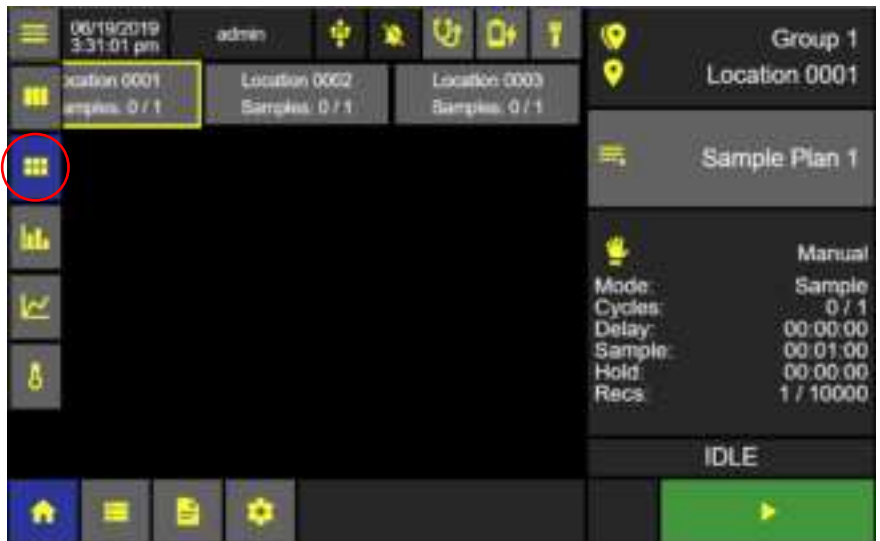 06/19/2019
3:31:01 pm
admin
ocation 0001
amples: 0 / 1
Location 0002
Samples: 0 / 1
Location 0003
Samples: 0 / 1
Group 1
Location 0001
Sample Plan 1
Manual
Mode: Sample
Cycles: 0 / 1
Delay: 00:00:00
Sample: 00:01:00
Hold: 00:00:00
Recs: 1 / 10000
IDLE